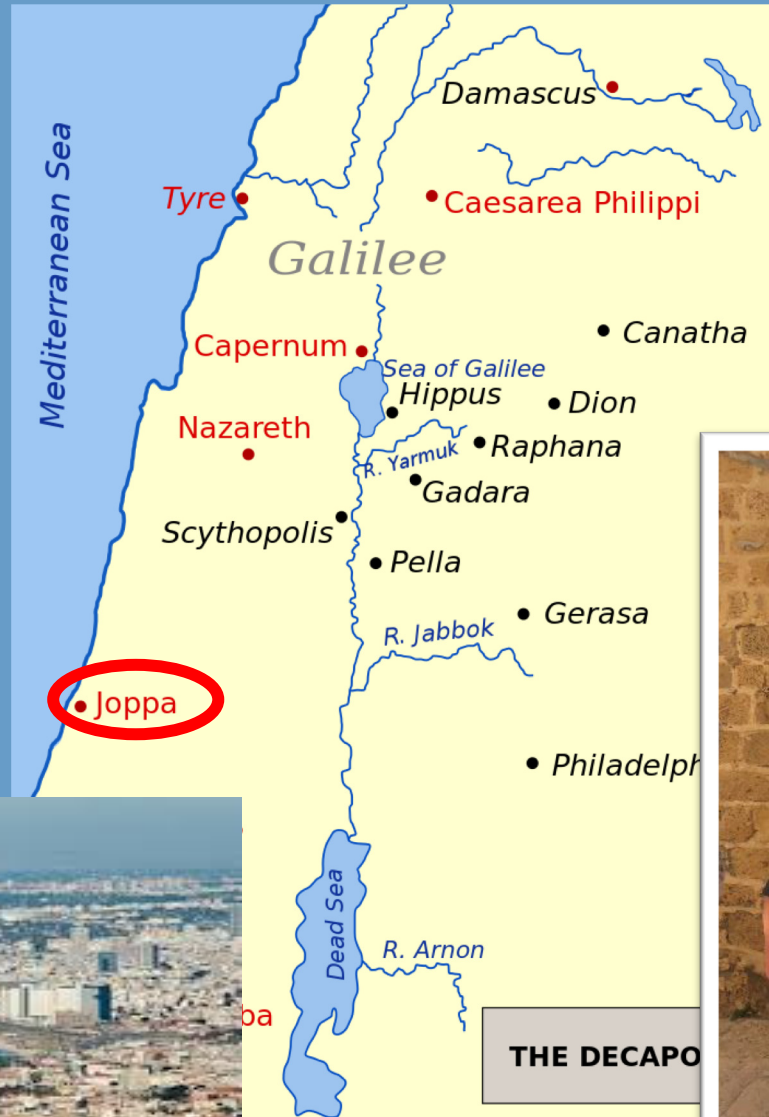 Damascus
Mediterranean Sea
Tyre
Caesarea Philippi
Galilee
Canatha
Capernum
Sea of Galilee
Hippus
Dion
Nazareth
Raphana
R. Yarmuk
Gadara
Scythopolis
Pella
Gerasa
R. Jabbok
Joppa
Philadelph
Dead Sea
R. Arnon
ba
THE DECAPO